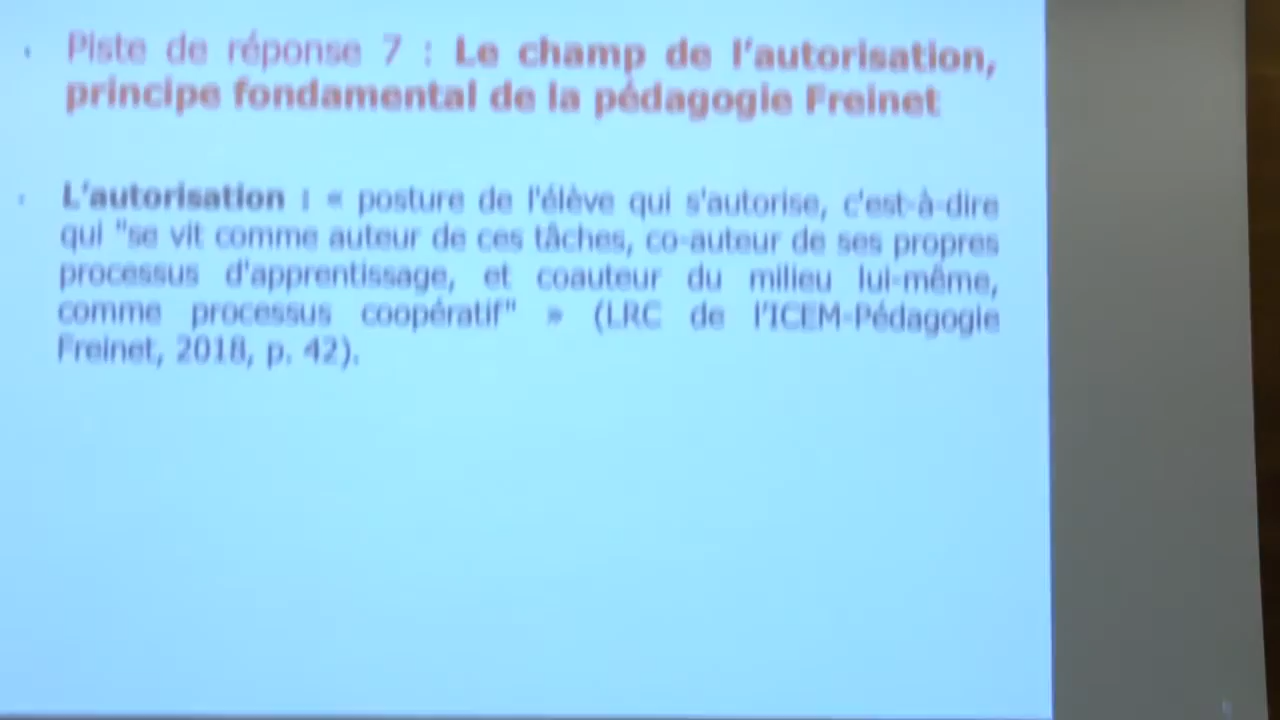 Piste de réponse 7 : Le champ de l'autorisation,
principe fondamental de la pédagogie Freinet
L'autorisation : « posture de l'élève qui s'autorise, c'est-à-dire
qui "se vit comme auteur de ces tâches, co-auteur de ses propres
processus d'apprentissage, et coauteur du milieu lui-même,
comme processus coopératif" » (LRC de l'ICEM-Pédagogie
Freinet, 2018, p. 42).